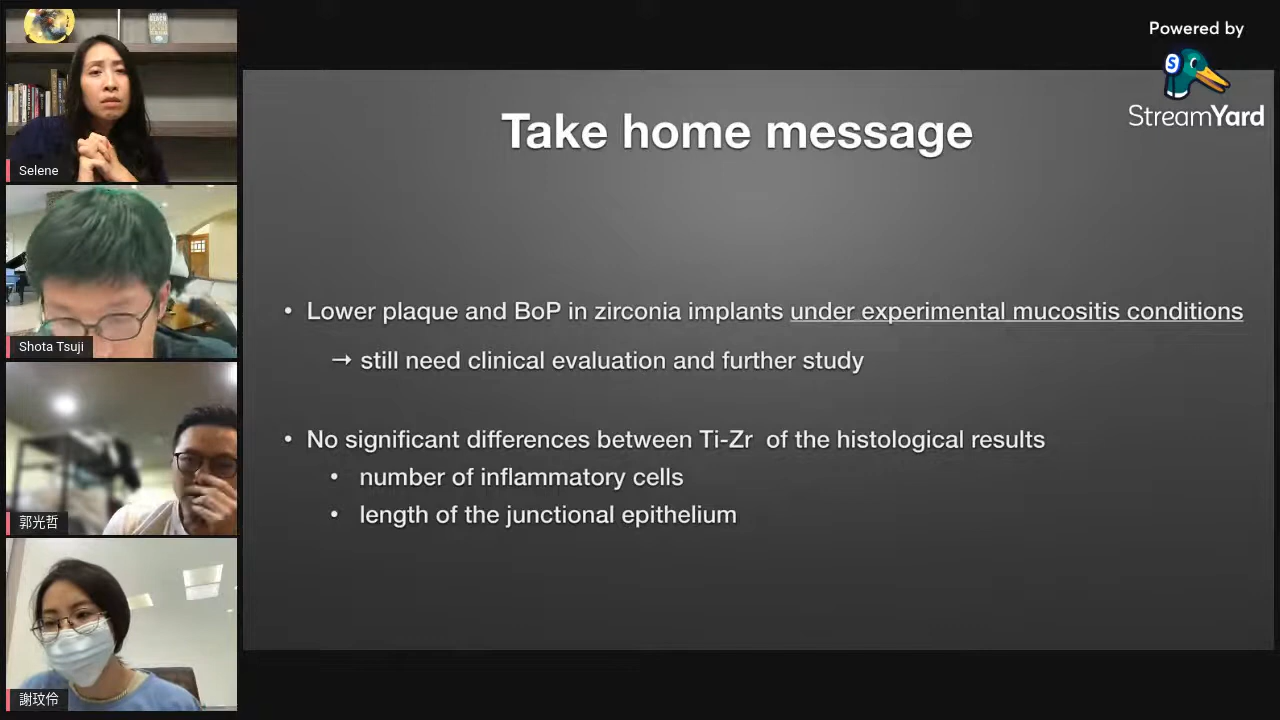 Powered by
StreamYard
Selene
Shota Tsuji
郭光哲
謝玟伶
Take home message
• Lower plaque and BoP in zirconia implants under experimental mucositis conditions
→ still need clinical evaluation and further study
• No significant differences between Ti-Zr of the histological results
• number of inflammatory cells
• length of the junctional epithelium